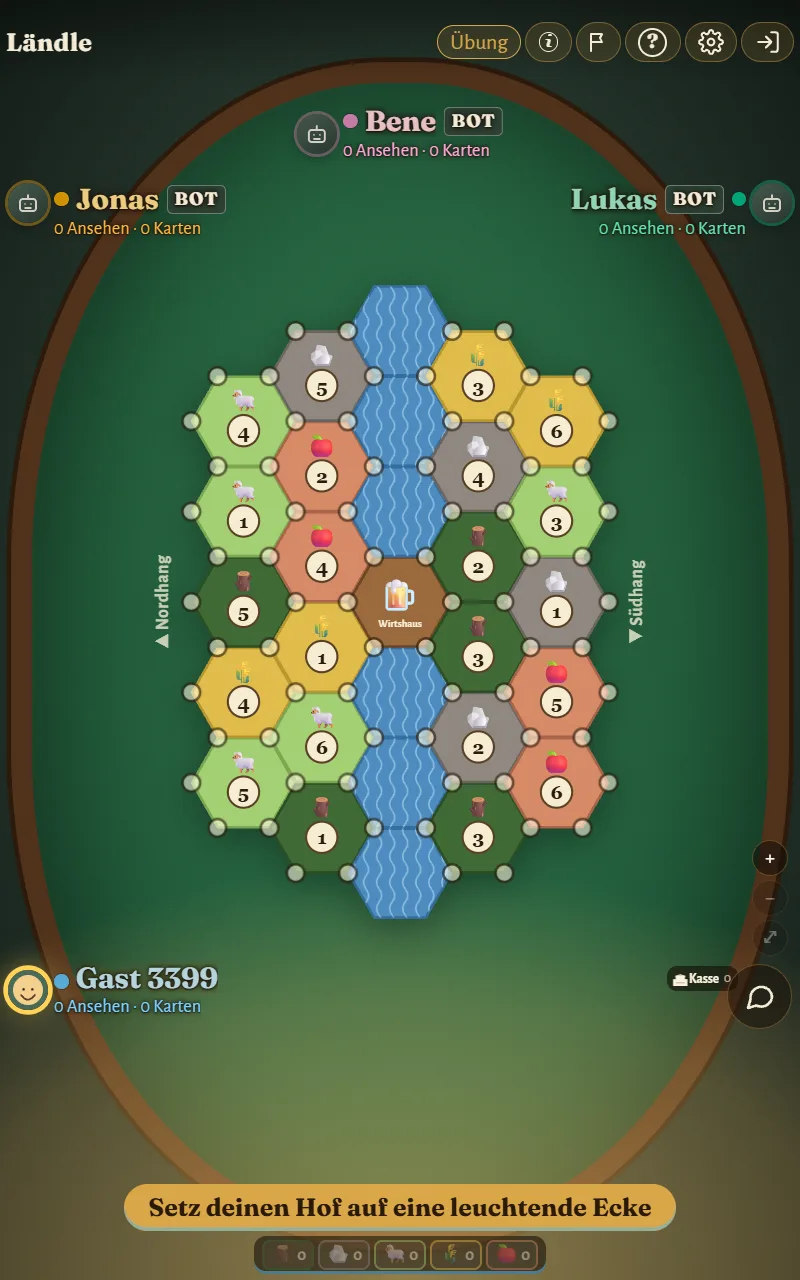 Ländle
Übung
Bene BOT
0 Ansehen · 0 Karten
Jonas BOT
0 Ansehen · 0 Karten
Lukas BOT
0 Ansehen · 0 Karten
5
3
4
6
2
4
1
3
4
2
5
Wirtshaus
1
1
3
4
5
6
2
5
6
1
3
◀ Nordhang
Südhang ▶
+
−
Gast 3399
0 Ansehen · 0 Karten
Kasse 0
Setz deinen Hof auf eine leuchtende Ecke
0 0 0 0 0